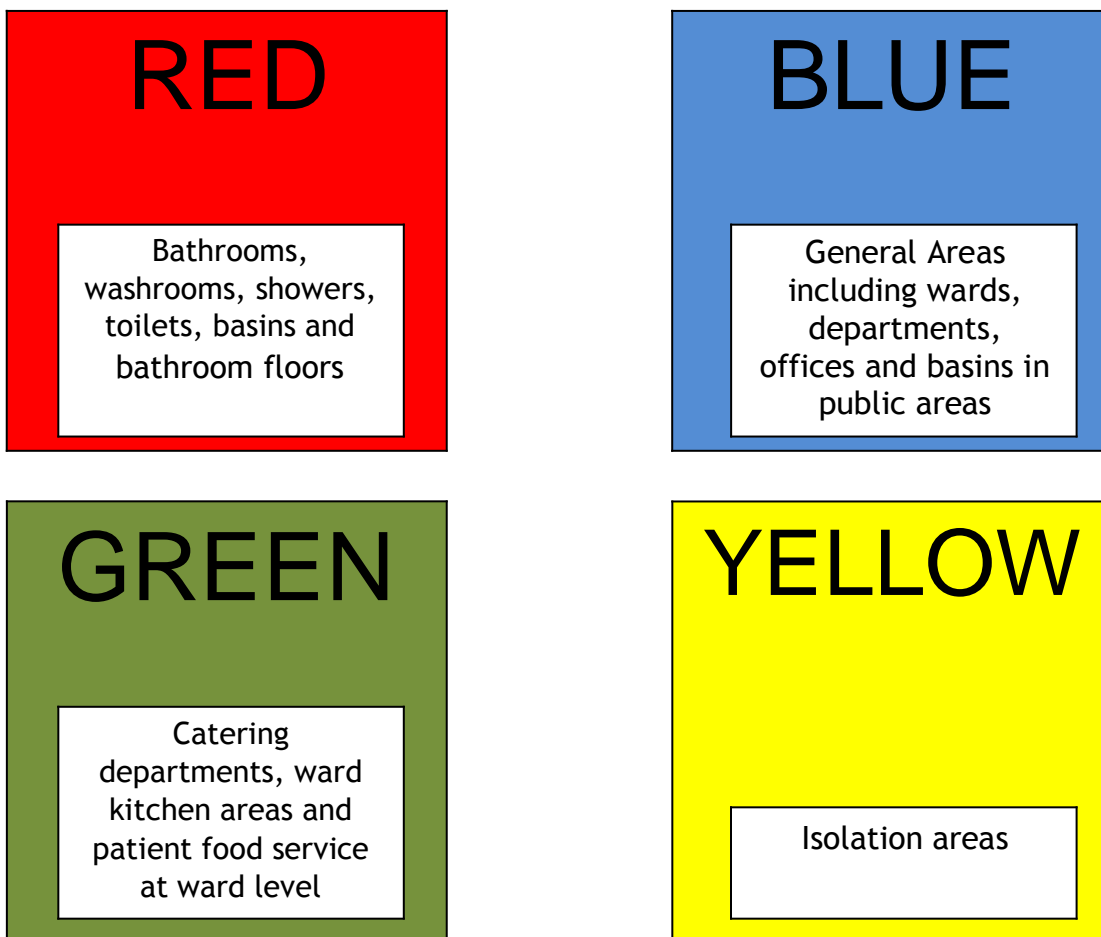 RED
Bathrooms,
washrooms, showers,
toilets, basins and
bathroom floors
BLUE
General Areas
including wards,
departments,
offices and basins in
public areas
GREEN
Catering
departments, ward
kitchen areas and
patient food service
at ward level
YELLOW
Isolation areas